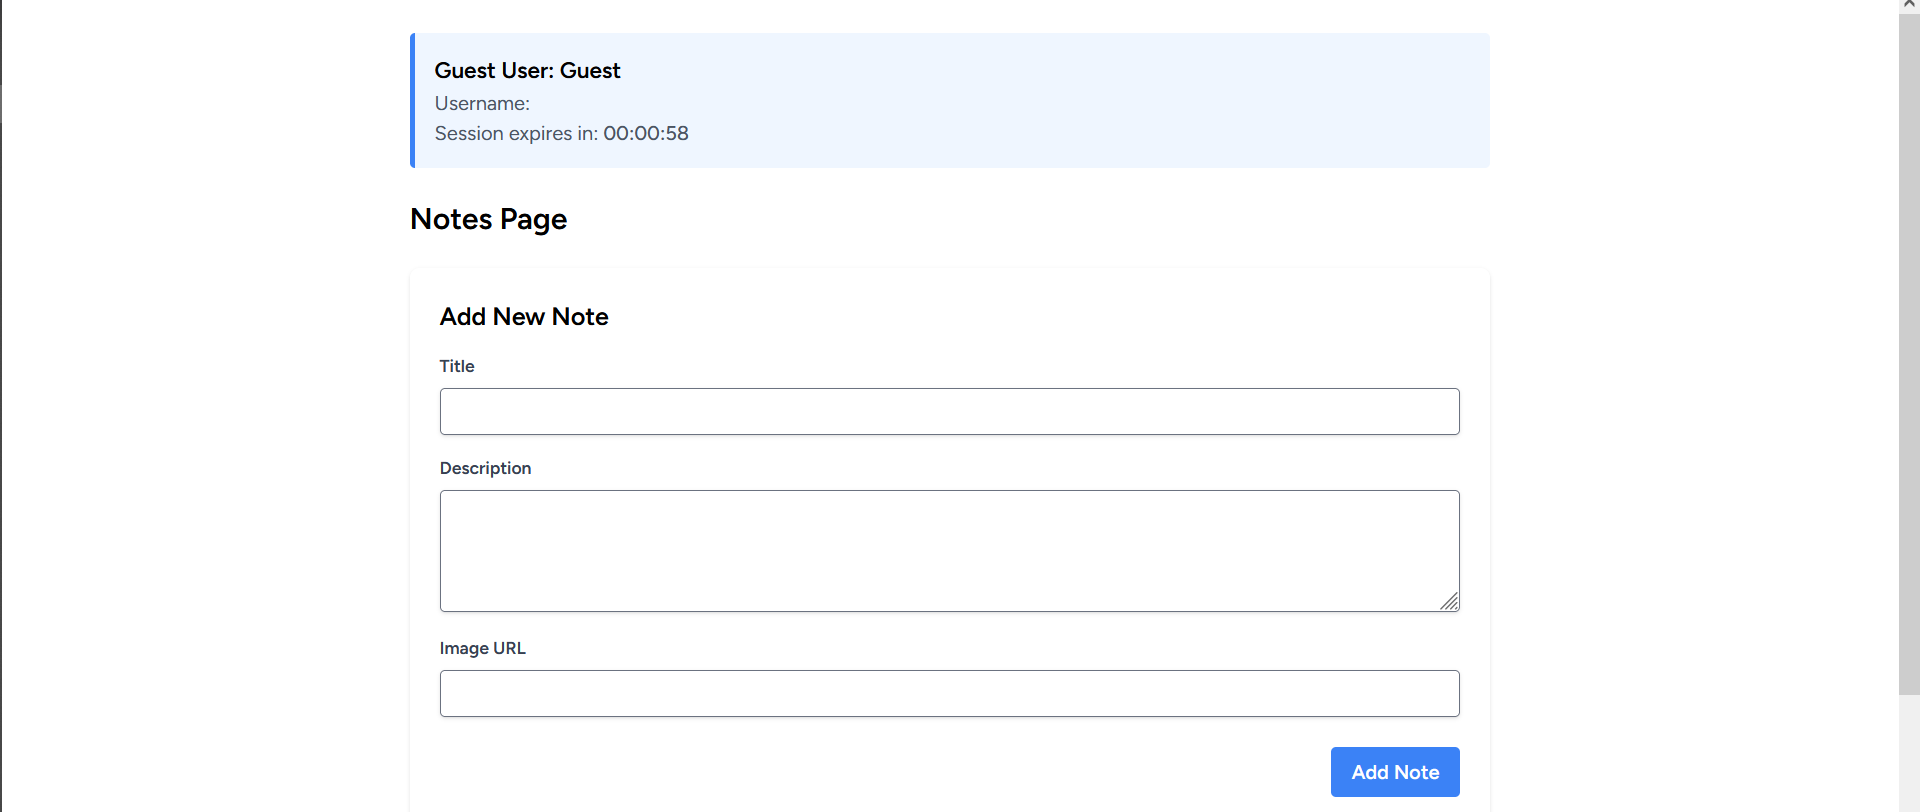 Guest User: Guest
Username:
Session expires in: 00:00:58
Notes Page
Add New Note
Title
Description
Image URL
Add Note